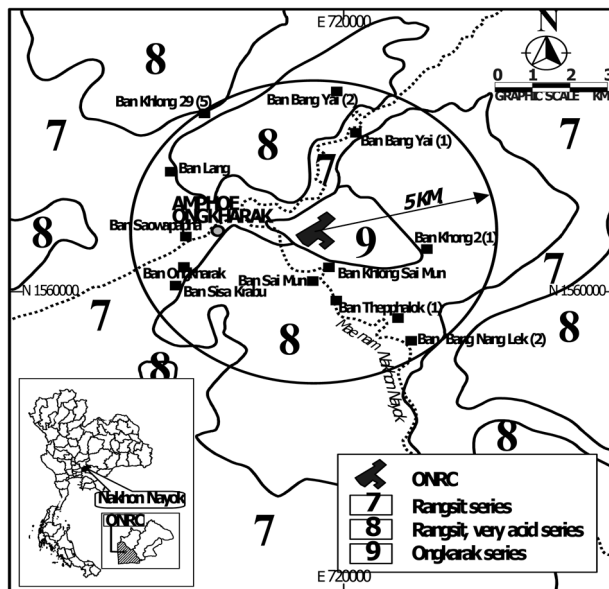 E 720000
N
8
Ban Khlong 29 (5)
Ban Bang
Yai (2)
0 1 2 3
GRAPHIC SCALE KM.
7
7
8
Ban Bang Yai (1)
7
Ban Lang
AMPHOE
ONGKHARAK
5 KM.
8
Ban Saowapapha
9
Ban Khong 2(1)
7
Ban Ongkharak
Ban Khlong Sai Mun
Ban Sai Mun
N 1560000
N 1560000
Ban Sisa Krabu
7
Ban Thepphalok (1)
8
8
Mae nam Nakhon Nayok
Ban Bang Nang Lek (2)
8
8
Nakhon Nayok
ONRC
7
ONRC
7 Rangsit series
8 Rangsit, very acid series
9 Ongkarak series
E 720000